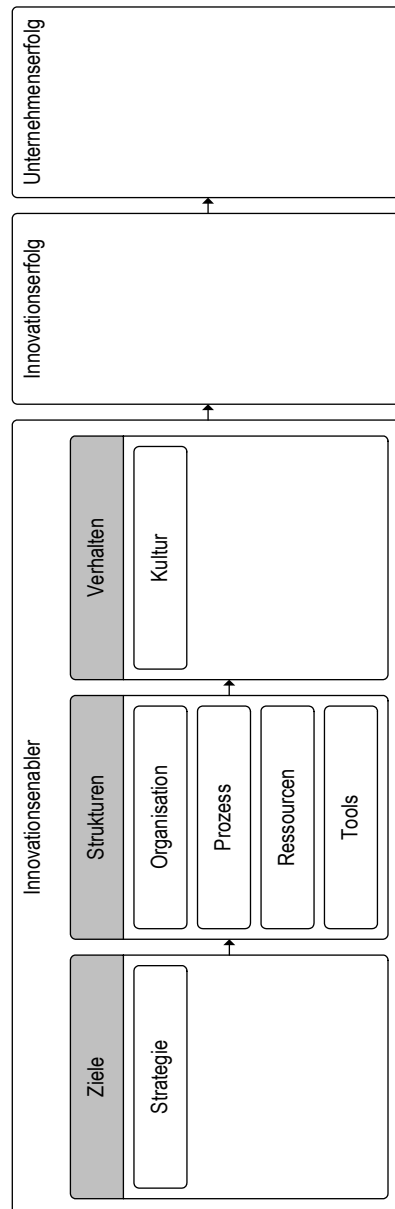 Innovationsenabler
Ziele
Strategie
Strukturen
Organisation
Prozess
Ressourcen
Tools
Verhalten
Kultur
Innovationserfolg
Unternehmenserfolg